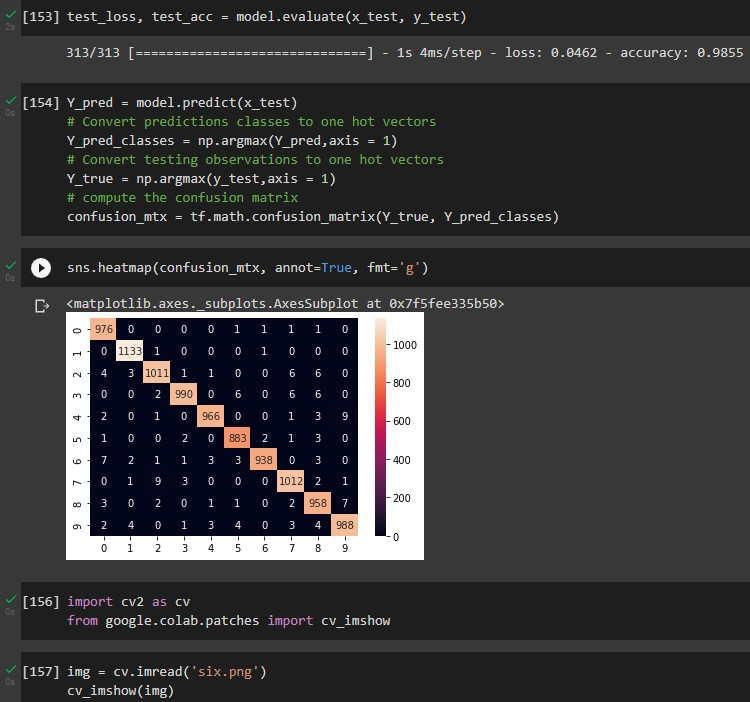 [153] test_loss, test_acc = model.evaluate(x_test, y_test)
2s
313/313 [==============================] - 1s 4ms/step - loss: 0.0462 - accuracy: 0.9855
[154] Y_pred = model.predict(x_test)
0s
# Convert predictions classes to one hot vectors
Y_pred_classes = np.argmax(Y_pred,axis = 1)
# Convert testing observations to one hot vectors
Y_true = np.argmax(y_test,axis = 1)
# compute the confusion matrix
confusion_mtx = tf.math.confusion_matrix(Y_true, Y_pred_classes)
sns.heatmap(confusion_mtx, annot=True, fmt='g')
0s
<matplotlib.axes._subplots.AxesSubplot at 0x7f5fee335b50>
0 976 0 0 0 0 1 1 1 1 0
1 0 1133 1 0 0 0 1 0 0 0
2 4 3 1011 1 1 0 0 6 6 0
3 0 0 2 990 0 6 0 6 6 0
4 2 0 1 0 966 0 0 1 3 9
5 1 0 0 2 0 883 2 1 3 0
6 7 2 1 1 3 3 938 0 3 0
7 0 1 9 3 0 0 0 1012 2 1
8 3 0 2 0 1 1 0 2 958 7
9 2 4 0 1 3 4 0 3 4 988
0 1 2 3 4 5 6 7 8 9
1000
800
600
400
200
0
[156] import cv2 as cv
0s
from google.colab.patches import cv_imshow
[157] img = cv.imread('six.png')
0s
cv_imshow(img)